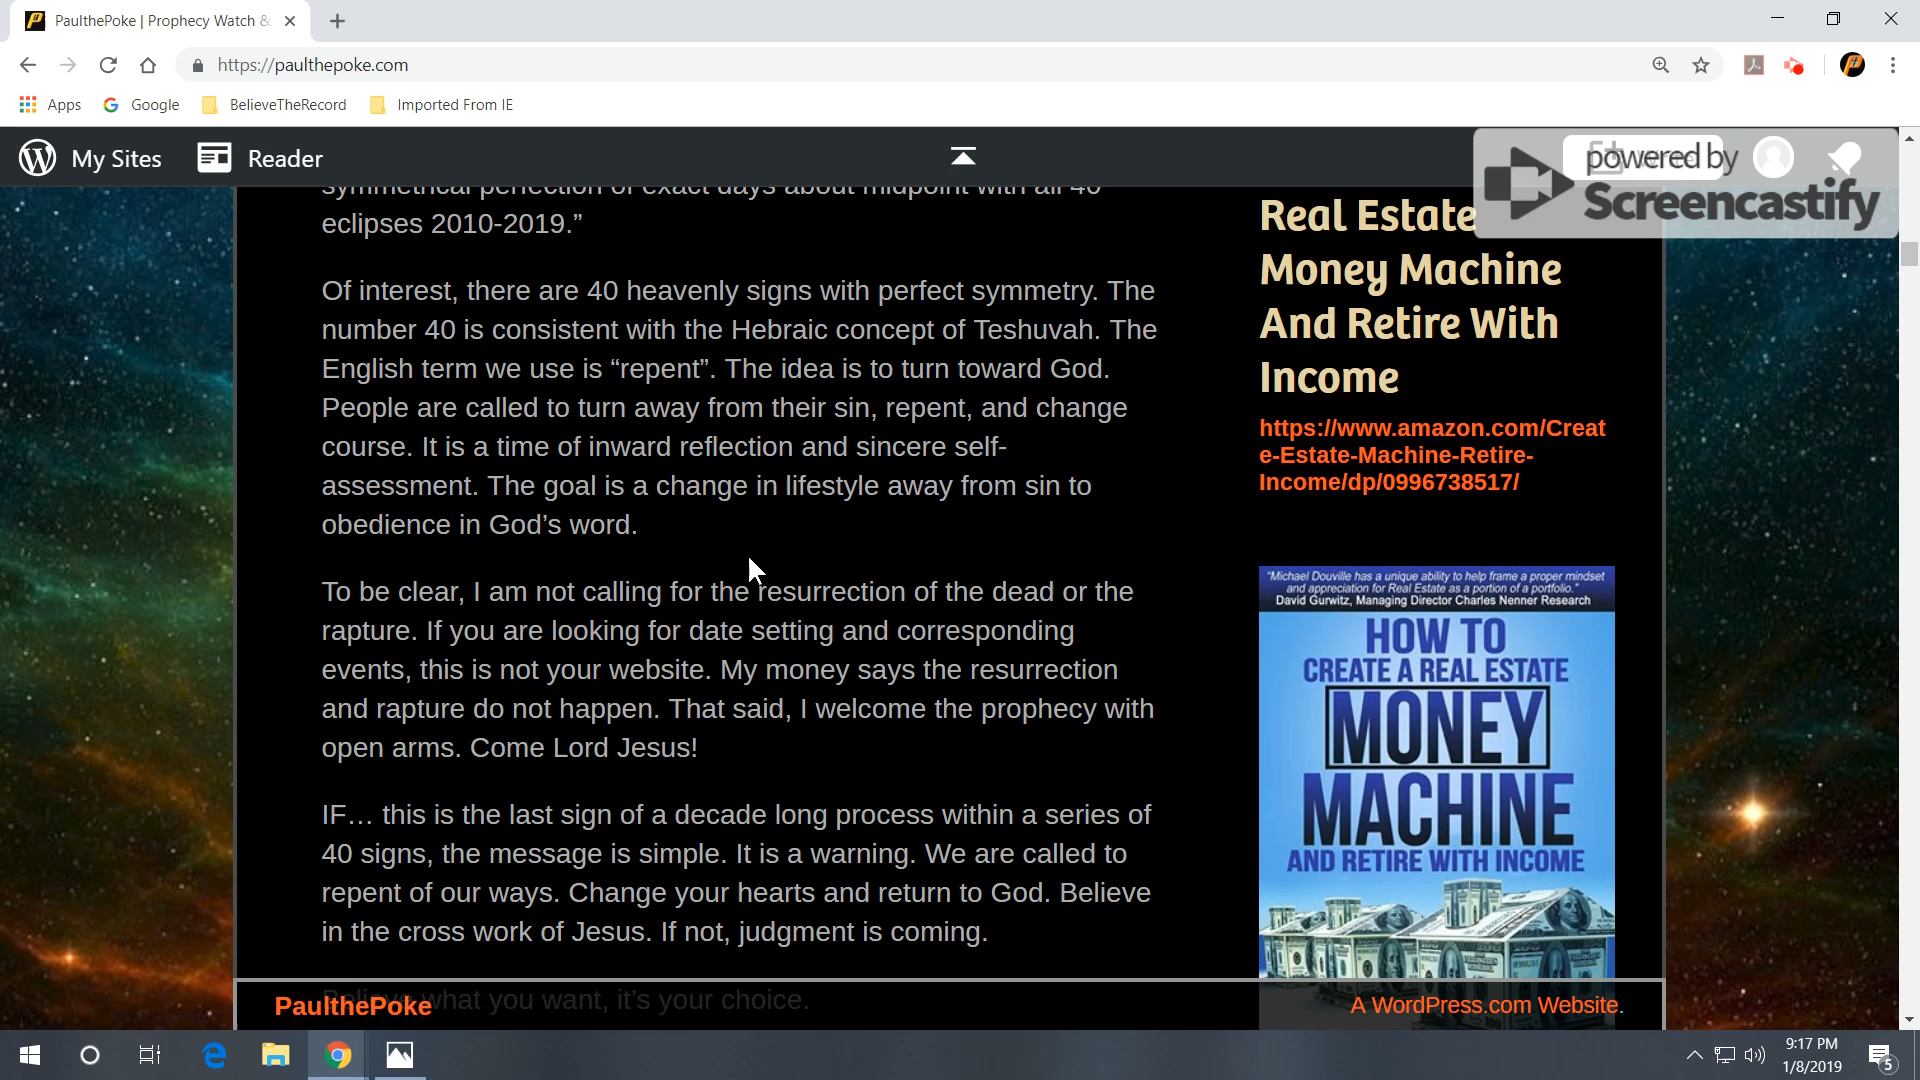 PaulthePoke | Prophecy Watch &
https://paulthepoke.com
Apps
Google
BelieveTheRecord
Imported From IE
My Sites
Reader
powered by
Screencastify
symmetrical perfection of exact days about midpoint with all 40
eclipses 2010-2019.”
Of interest, there are 40 heavenly signs with perfect symmetry. The
number 40 is consistent with the Hebraic concept of Teshuvah. The
English term we use is “repent”. The idea is to turn toward God.
People are called to turn away from their sin, repent, and change
course. It is a time of inward reflection and sincere self-
assessment. The goal is a change in lifestyle away from sin to
obedience in God’s word.
To be clear, I am not calling for the resurrection of the dead or the
rapture. If you are looking for date setting and corresponding
events, this is not your website. My money says the resurrection
and rapture do not happen. That said, I welcome the prophecy with
open arms. Come Lord Jesus!
IF… this is the last sign of a decade long process within a series of
40 signs, the message is simple. It is a warning. We are called to
repent of our ways. Change your hearts and return to God. Believe
in the cross work of Jesus. If not, judgment is coming.
Believe what you want, it’s your choice.
Real Estate
Money Machine
And Retire With
Income
https://www.amazon.com/Creat
e-Estate-Machine-Retire-
Income/dp/0996738517/
“Michael Douville has a unique ability to help frame a proper mindset
and appreciation for Real Estate as a portion of a portfolio.”
David Gurwitz, Managing Director Charles Nenner Research
HOW TO
CREATE A REAL ESTATE
MONEY
MACHINE
AND RETIRE WITH INCOME
PaulthePoke
A WordPress.com Website.
9:17 PM
1/8/2019
5